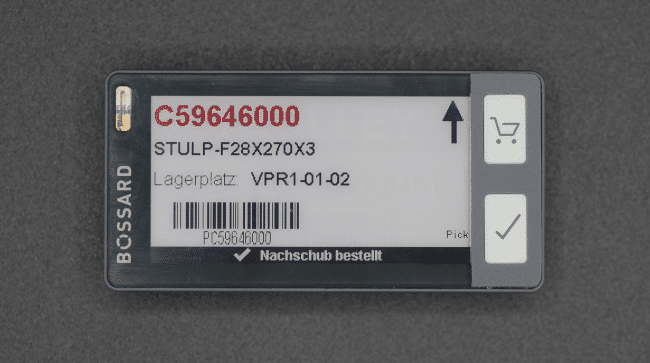 C59646000
STULP-F28X270X3
Lagerplatz: VPR1-01-02
PC59646000
Pick
Nachschub bestellt
BOSSARD